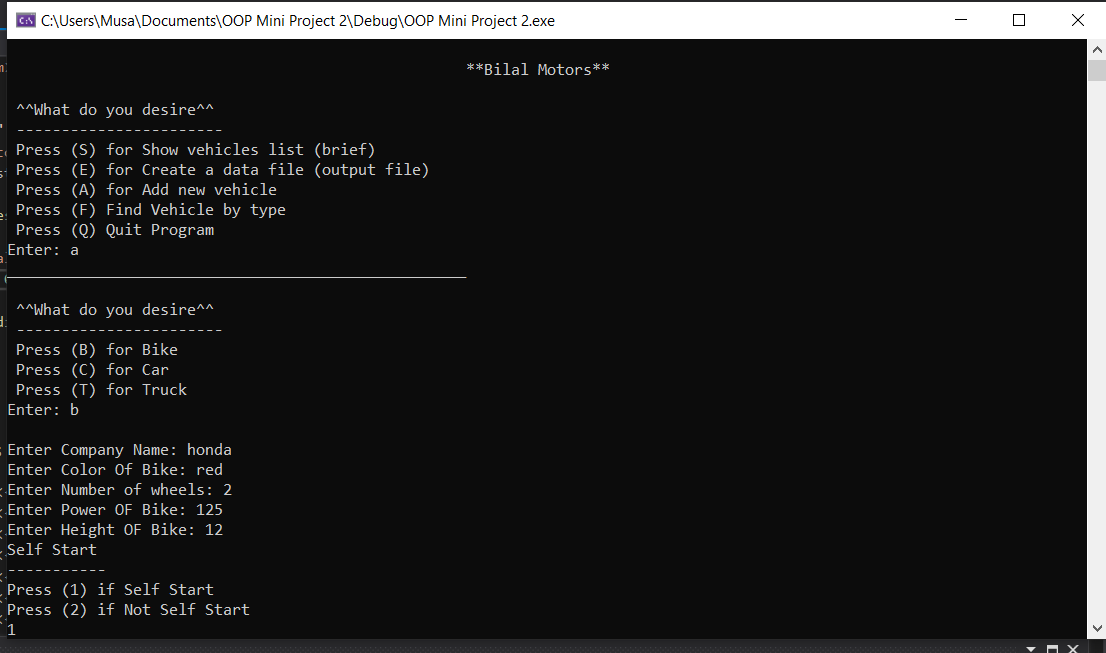 C:\Users\Musa\Documents\OOP Mini Project 2\Debug\OOP Mini Project 2.exe
**Bilal Motors**
^^What do you desire^^
-----------------------
Press (S) for Show vehicles list (brief)
Press (E) for Create a data file (output file)
Press (A) for Add new vehicle
Press (F) Find Vehicle by type
Press (Q) Quit Program
Enter: a
___________________________________________________
^^What do you desire^^
-----------------------
Press (B) for Bike
Press (C) for Car
Press (T) for Truck
Enter: b
Enter Company Name: honda
Enter Color Of Bike: red
Enter Number of wheels: 2
Enter Power OF Bike: 125
Enter Height OF Bike: 12
Self Start
-----------
Press (1) if Self Start
Press (2) if Not Self Start
1